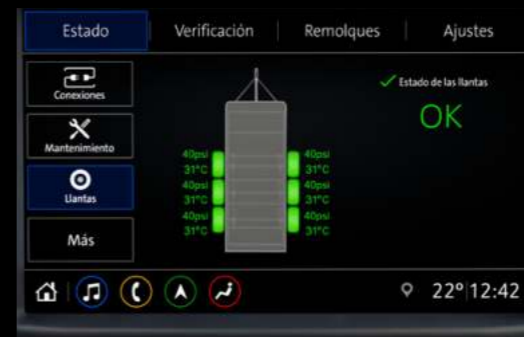 Estado
Verificación
Remolques
Ajustes
Conexiones
Mantenimiento
Llantas
Más
Estado de las llantas
OK
40psi
31°C
40psi
31°C
40psi
31°C
40psi
31°C
40psi
31°C
40psi
31°C
22° 12:42